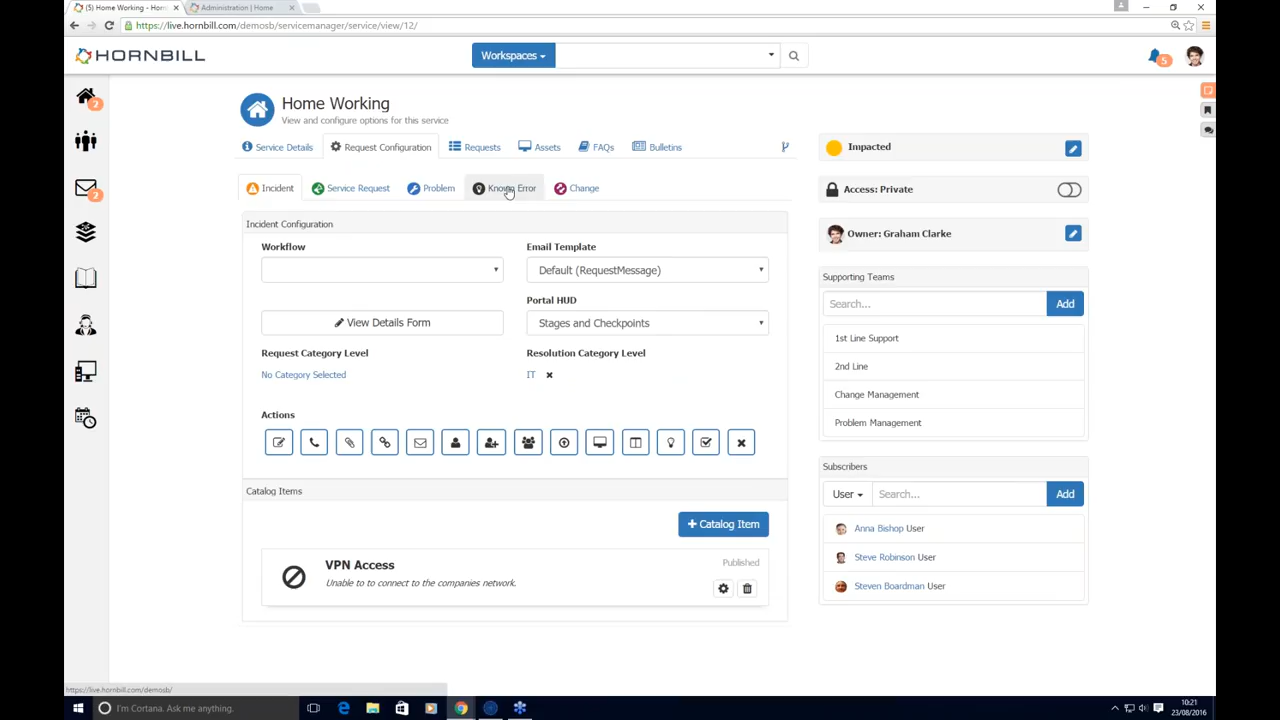 (5) Home Working -
Administration | Home
https://live.hornbill.com/demosb/servicemanager/service/view/12/
HORNBILL
Workspaces
5
2
2
Home Working
View and configure options for this service
Service Details
Request Configuration
Requests
Assets
FAQs
Bulletins
Incident
Service Request
Problem
Known Error
Change
Incident Configuration
Workflow
Email Template
Default (RequestMessage)
Portal HUD
View Details Form
Stages and Checkpoints
Request Category Level
Resolution Category Level
No Category Selected
IT
Actions
Catalog Items
+ Catalog Item
VPN Access
Published
Unable to to connect to the companies network.
Impacted
Access: Private
Owner: Graham Clarke
Supporting Teams
Search...
Add
1st Line Support
2nd Line
Change Management
Problem Management
Subscribers
User
Search...
Add
Anna Bishop User
Steve Robinson User
Steven Boardman User
https://live.hornbill.com/demosb/
I'm Cortana. Ask me anything.
10:21
23/08/2016